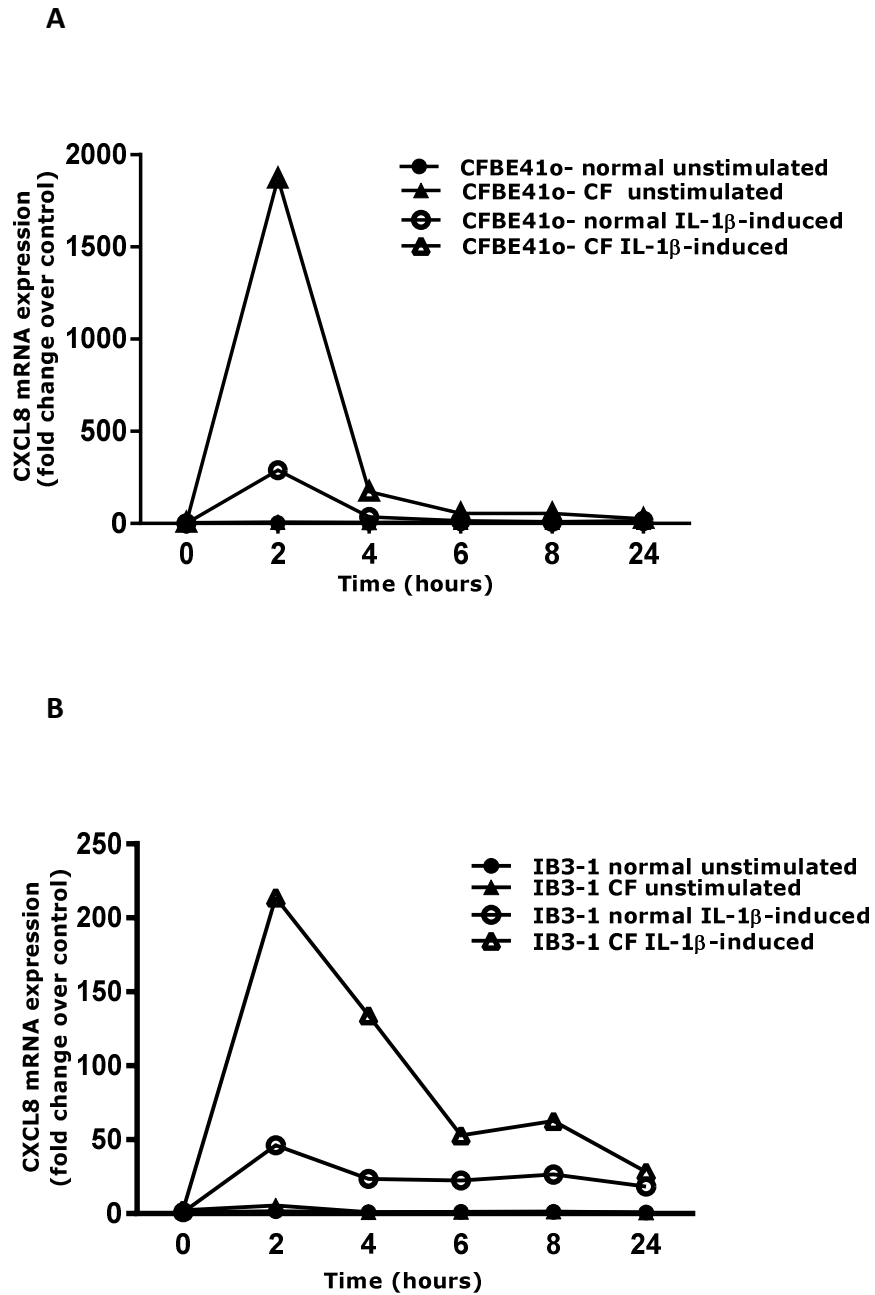 A
2000
1500
1000
500
0
CXCL8 mRNA expression
(fold change over control)
CFBE41o- normal unstimulated
CFBE41o- CF  unstimulated
CFBE41o- normal IL-1β-induced
CFBE41o- CF IL-1β-induced
0 2 4 6 8 24
Time (hours)
B
250
200
150
100
50
0
CXCL8 mRNA expression
(fold change over control)
IB3-1 normal unstimulated
IB3-1 CF unstimulated
IB3-1 normal IL-1β-induced
IB3-1 CF IL-1β-induced
0 2 4 6 8 24
Time (hours)